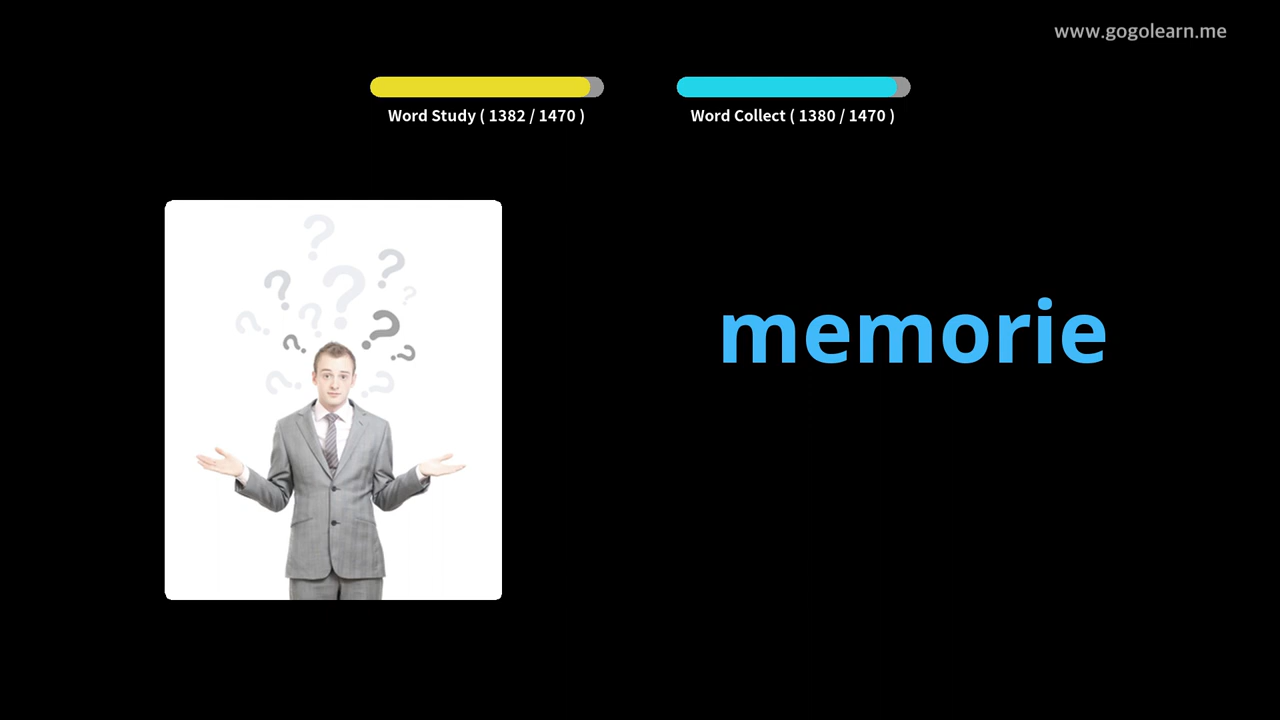 www.gogolearn.me
Word Study ( 1382 / 1470 )
Word Collect ( 1380 / 1470 )
? ? ? ? ? ? ? ? ? ? ? ?
memorie